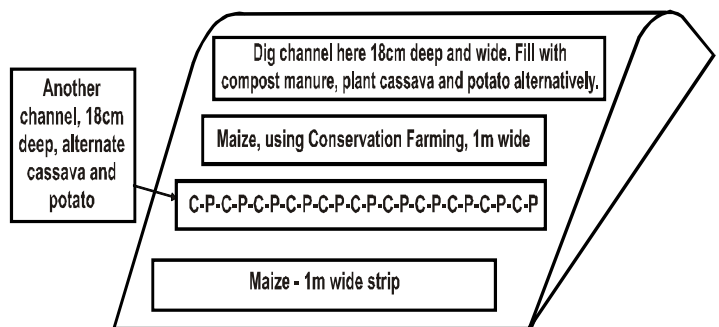 Dig channel here 18cm deep and wide. Fill with
compost manure, plant cassava and potato alternatively.
Another
channel, 18cm
deep, alternate
cassava and
potato
Maize, using Conservation Farming, 1m wide
C-P-C-P-C-P-C-P-C-P-C-P-C-P-C-P-C-P-C-P-C-P
Maize - 1m wide strip